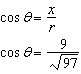 cos θ = x/r
cos θ = 9/√97